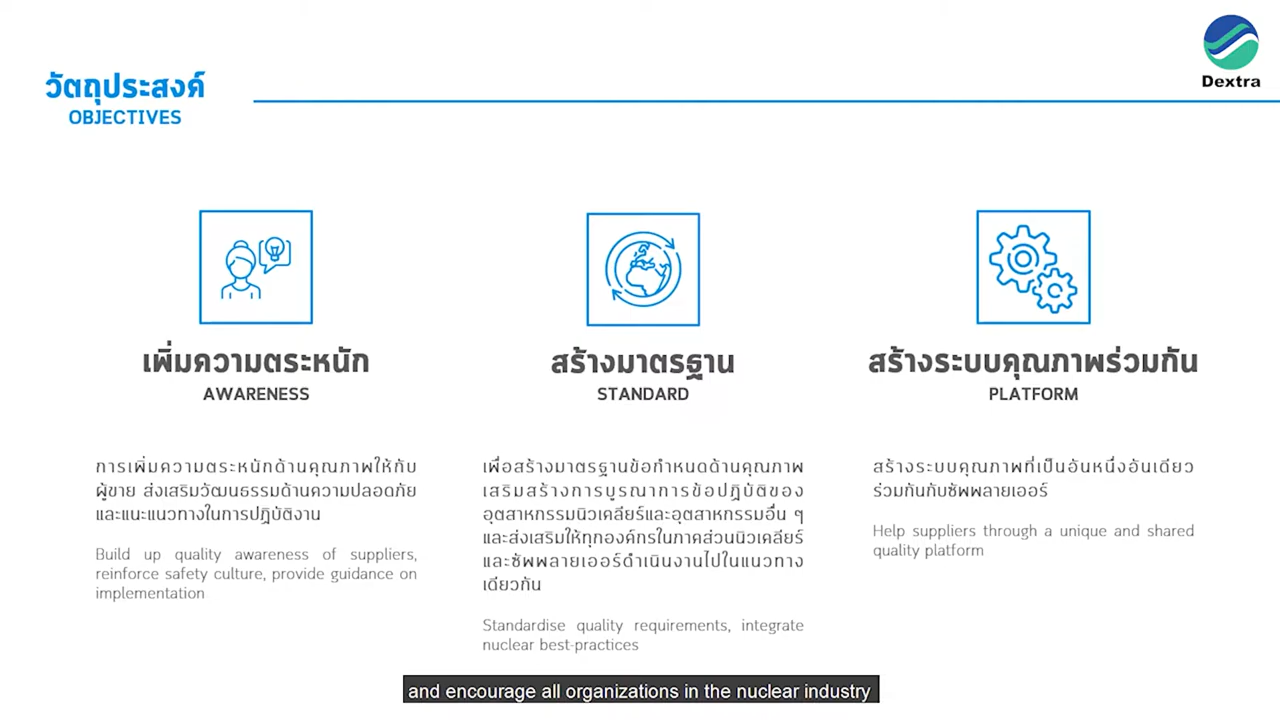 Dextra
วัตถุประสงค์
OBJECTIVES
เพิ่มความตระหนัก
AWARENESS
การเพิ่มความตระหนักด้านคุณภาพให้กับ
ผู้ขาย ส่งเสริมวัฒนธรรมด้านความปลอดภัย
และแนะแนวทางในการปฏิบัติงาน
Build up quality awareness of suppliers,
reinforce safety culture, provide guidance on
implementation
สร้างมาตรฐาน
STANDARD
เพื่อสร้างมาตรฐานข้อกำหนดด้านคุณภาพ
เสริมสร้างการบูรณาการข้อปฏิบัติของ
อุตสาหกรรมนิวเคลียร์และอุตสาหกรรมอื่น ๆ
และส่งเสริมให้ทุกองค์กรในภาคส่วนนิวเคลียร์
และซัพพลายเออร์ดำเนินงานไปในแนวทาง
เดียวกัน
Standardise quality requirements, integrate
nuclear best-practices
สร้างระบบคุณภาพร่วมกัน
PLATFORM
สร้างระบบคุณภาพที่เป็นอันหนึ่งอันเดียว
ร่วมกันกับซัพพลายเออร์
Help suppliers through a unique and shared
quality platform
and encourage all organizations in the nuclear industry